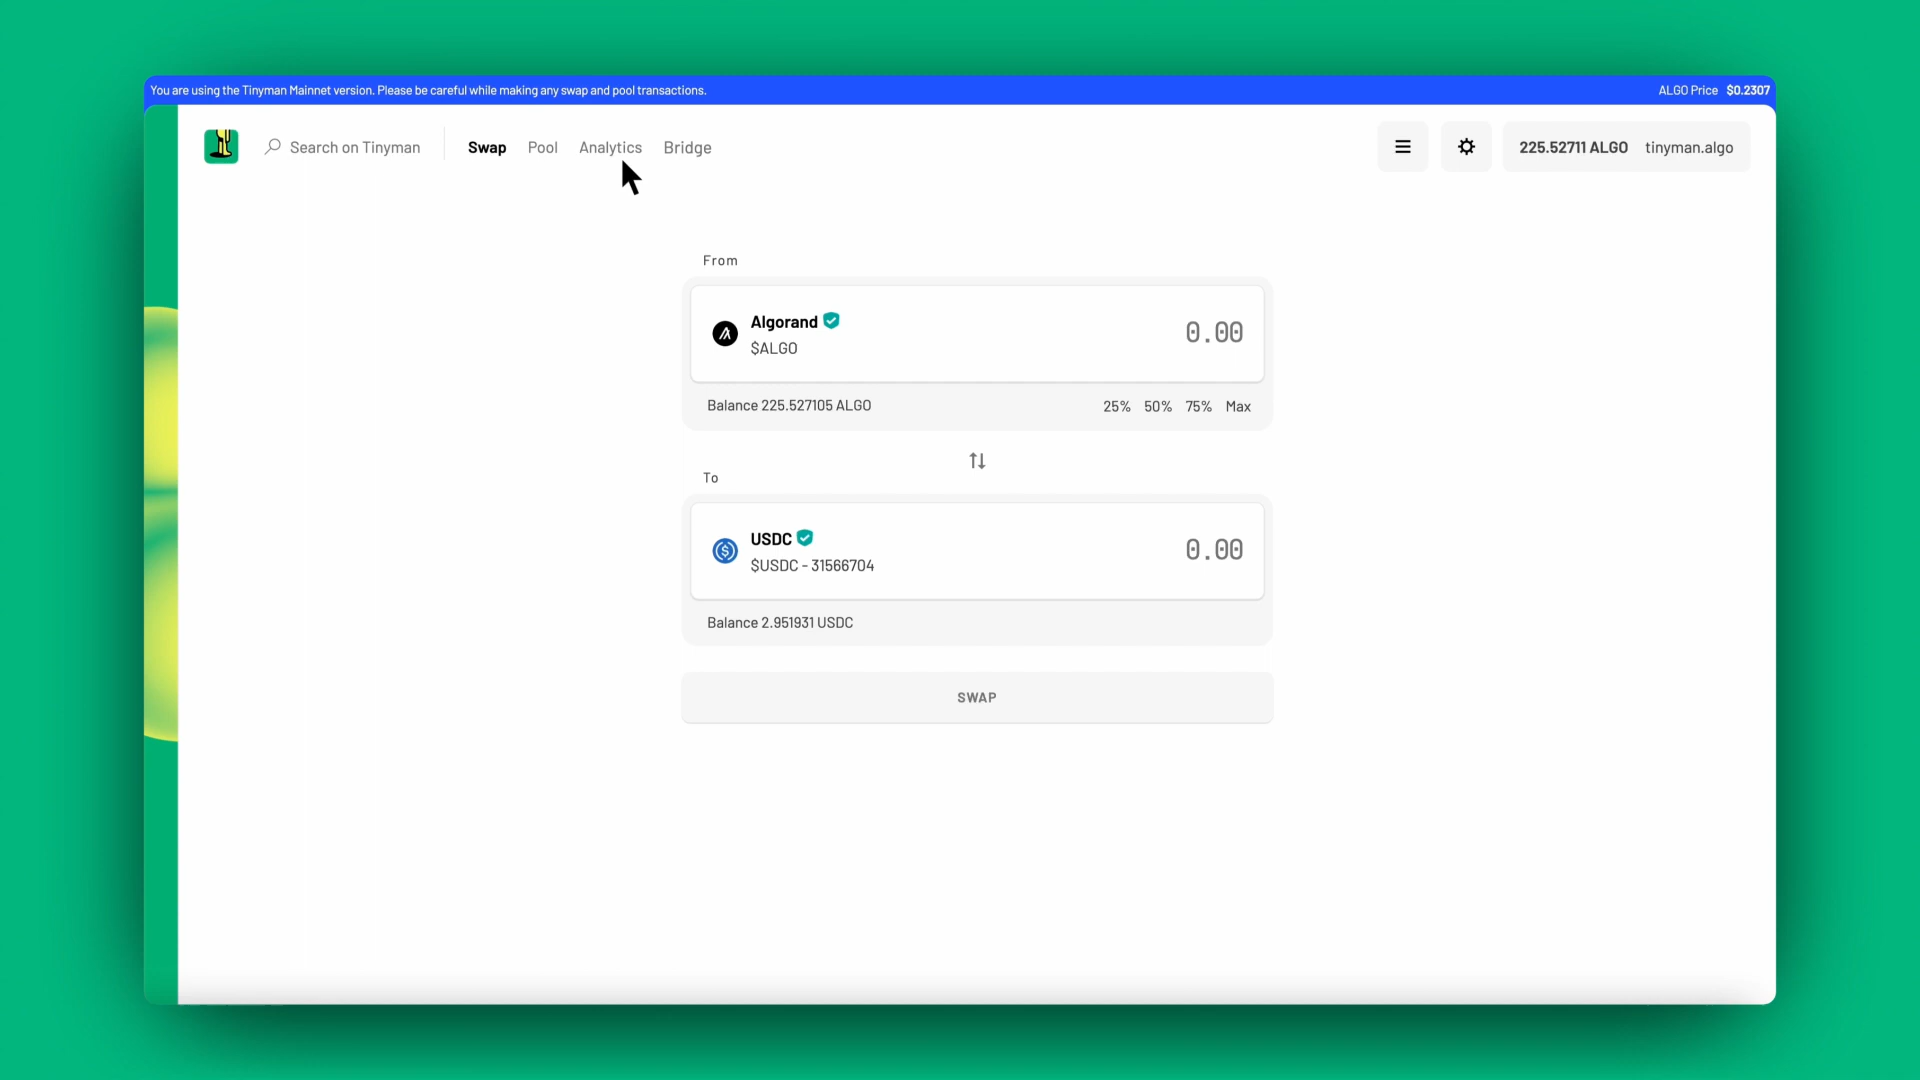 You are using the Tinyman Mainnet version. Please be careful while making any swap and pool transactions.
ALGO Price $0.2307
Search on Tinyman
Swap
Pool
Analytics
Bridge
225.52711 ALGO
tinyman.algo
From
Algorand
$ALGO
0.00
Balance 225.527105 ALGO
25% 50% 75% Max
To
USDC
$USDC - 31566704
0.00
Balance 2.951931 USDC
SWAP